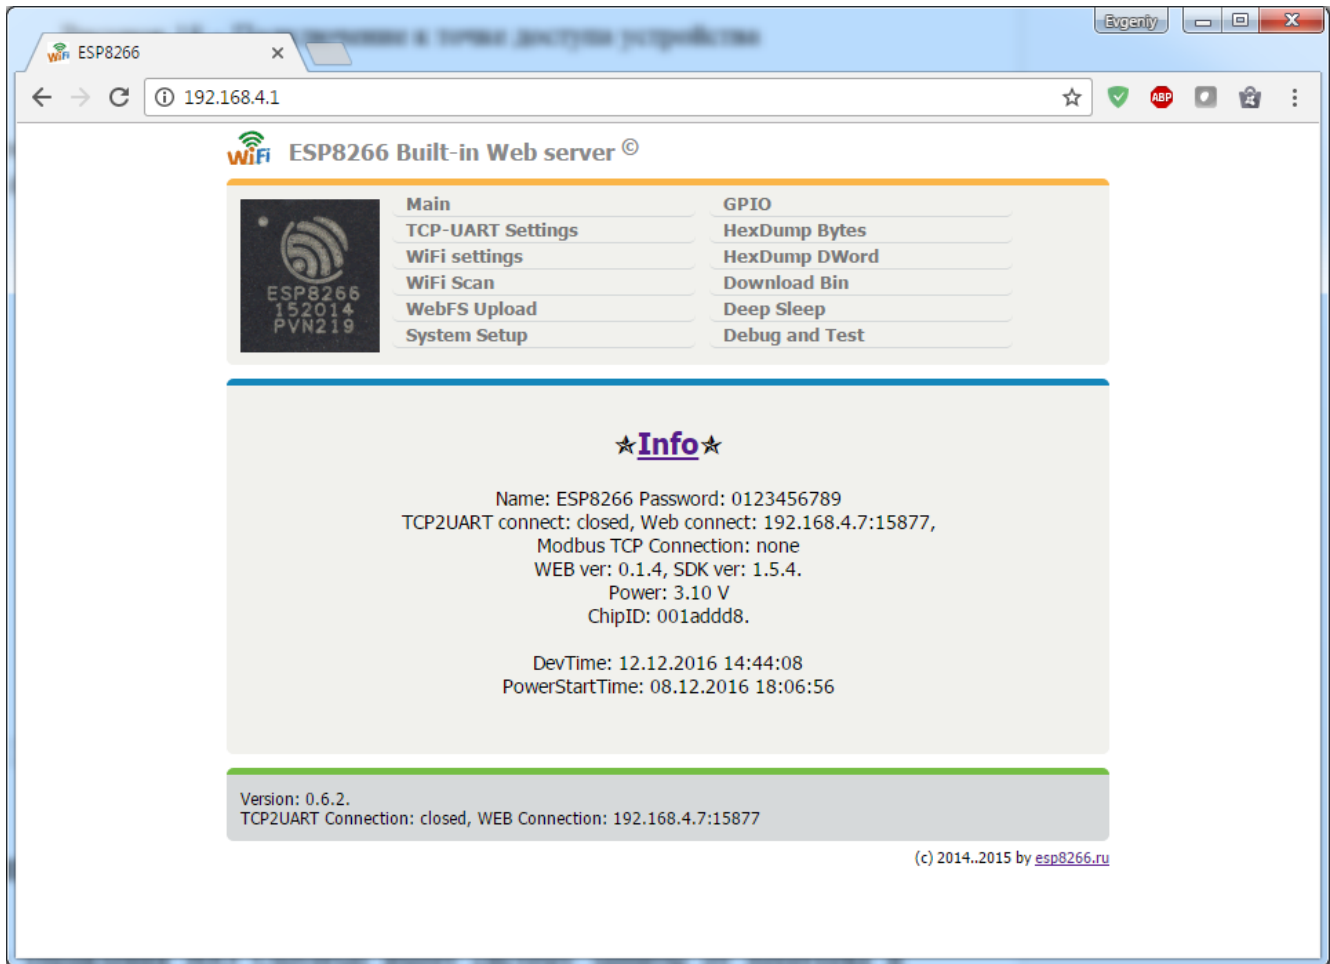 Evgeniy
ESP8266
192.168.4.1
ABP
WiFi ESP8266 Built-in Web server ©
ESP8266
152014
PVN219
Main
TCP-UART Settings
WiFi settings
WiFi Scan
WebFS Upload
System Setup
GPIO
HexDump Bytes
HexDump DWord
Download Bin
Deep Sleep
Debug and Test
Info
Name: ESP8266 Password: 0123456789
TCP2UART connect: closed, Web connect: 192.168.4.7:15877,
Modbus TCP Connection: none
WEB ver: 0.1.4, SDK ver: 1.5.4.
Power: 3.10 V
ChipID: 001addd8.
DevTime: 12.12.2016 14:44:08
PowerStartTime: 08.12.2016 18:06:56
Version: 0.6.2.
TCP2UART Connection: closed, WEB Connection: 192.168.4.7:15877
(c) 2014..2015 by esp8266.ru